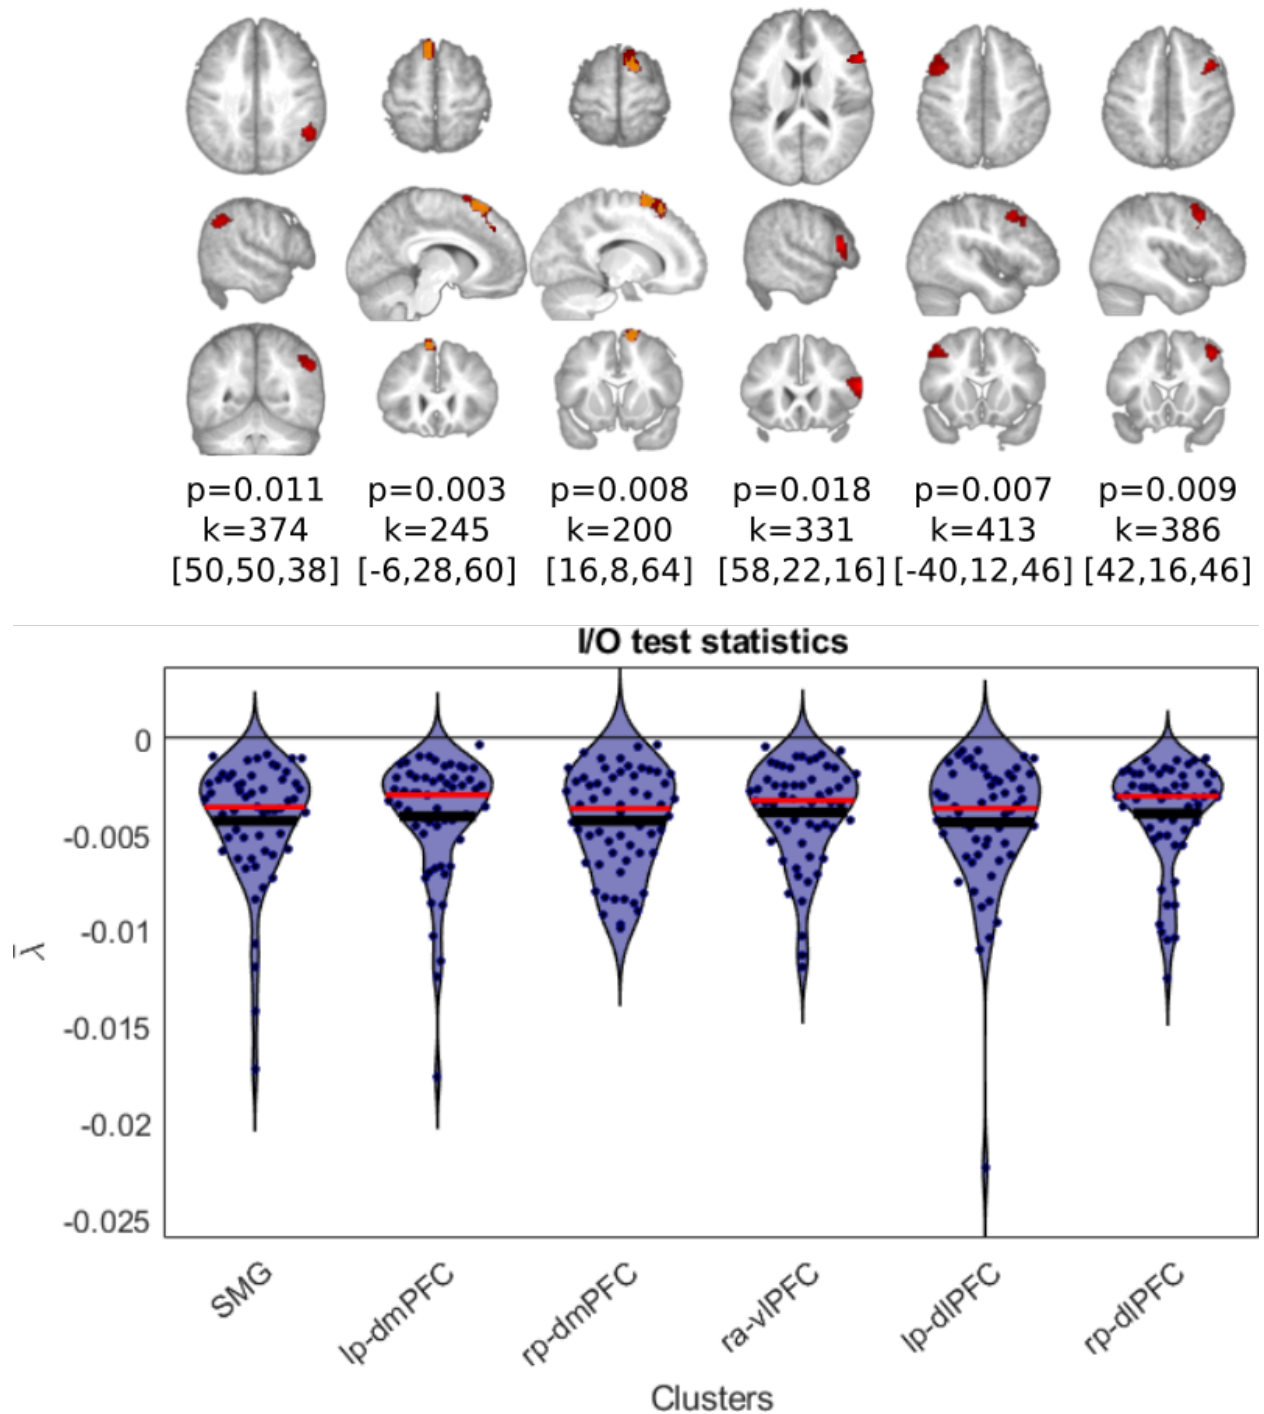 p=0.011 p=0.003 p=0.008 p=0.018 p=0.007 p=0.009
k=374 k=245 k=200 k=331 k=413 k=386
[50,50,38] [-6,28,60] [16,8,64] [58,22,16] [-40,12,46] [42,16,46]
I/O test statistics
0
-0.005
-0.01
-0.015
-0.02
-0.025
λ̄
SMG lp-dmPFC rp-dmPFC ra-vlPFC lp-dlPFC rp-dlPFC
Clusters